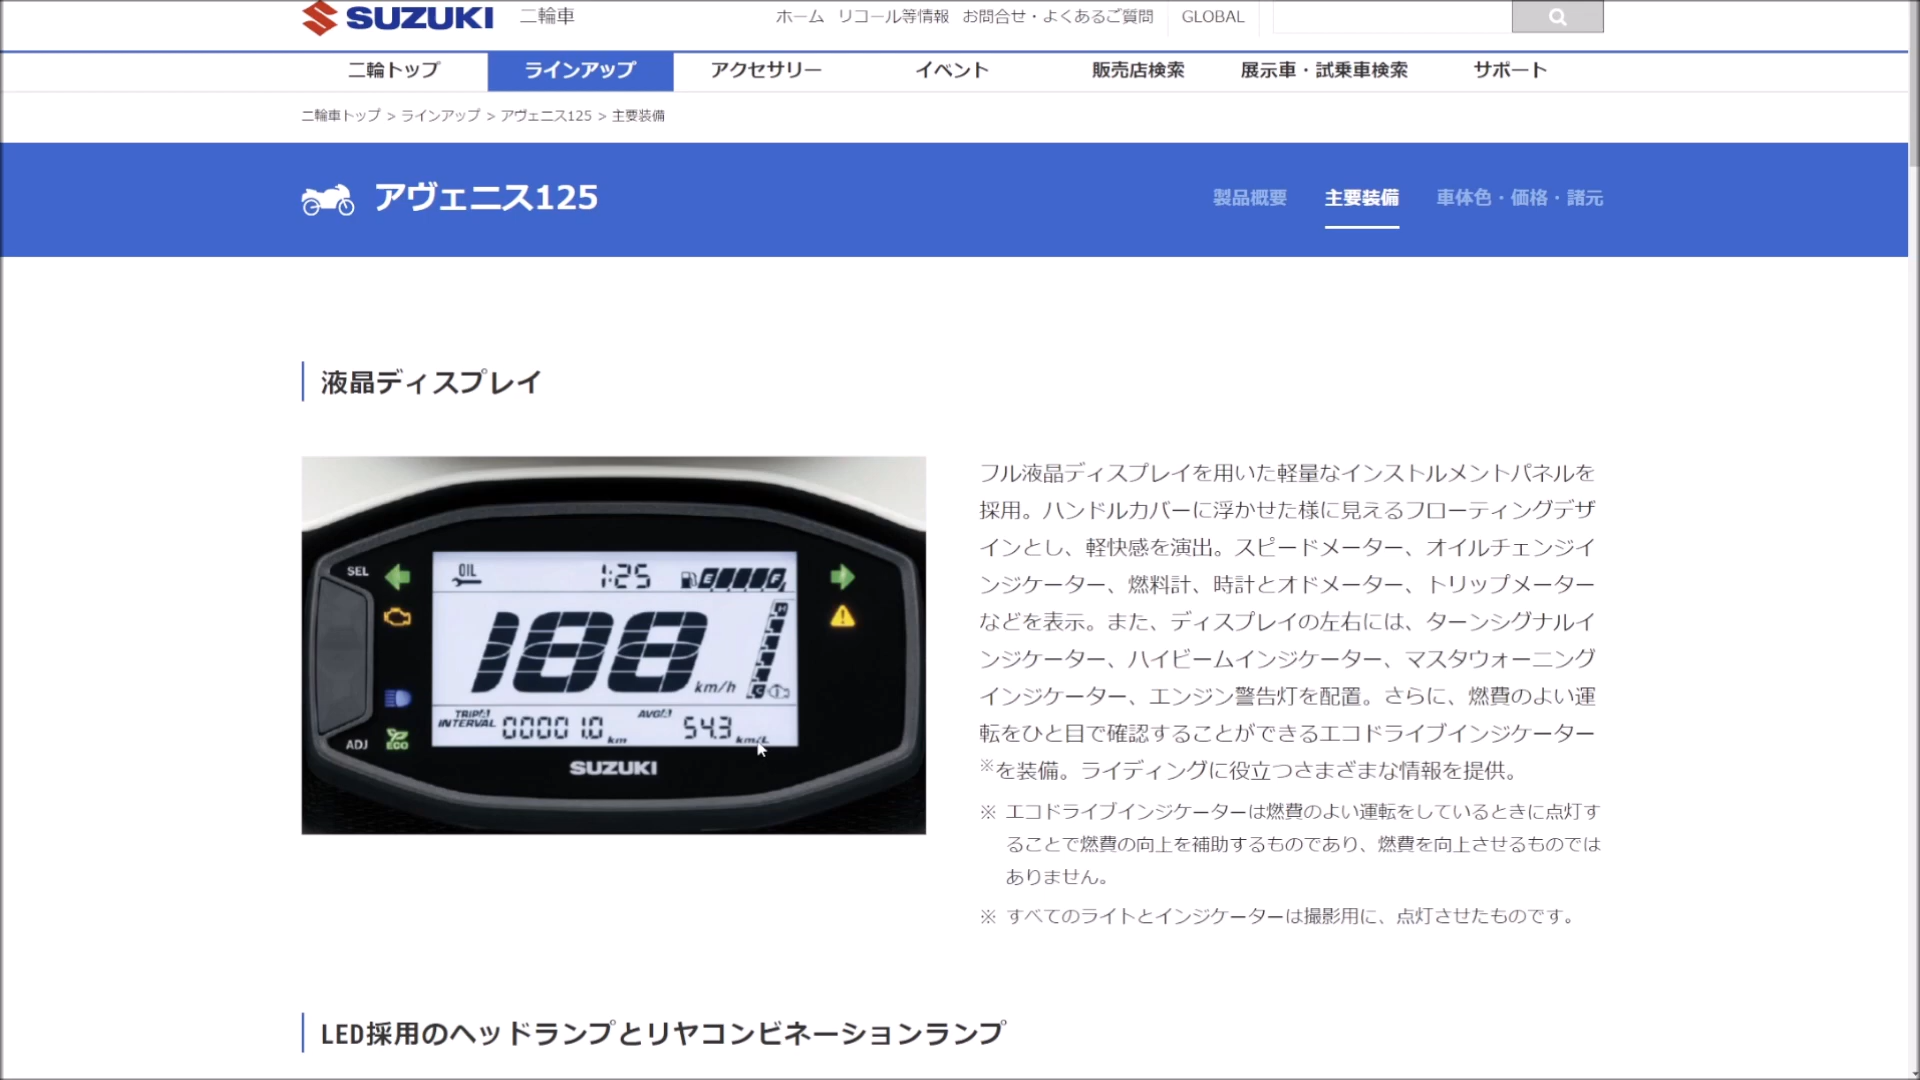 SUZUKI 二輪車 ホーム リコール等情報 お問合せ・よくあるご質問 GLOBAL
二輪トップ ラインアップ アクセサリー イベント 販売店検索 展示車・試乗車検索 サポート
二輪車トップ > ラインアップ > アヴェニス125 > 主要装備
アヴェニス125 製品概要 主要装備 車体色・価格・諸元
液晶ディスプレイ
SEL OIL 1:25 E F
188 km/h H C
TRIP A INTERVAL 00001.0 km AVG A 54.3 km/L
ADJ ECO
SUZUKI
フル液晶ディスプレイを用いた軽量なインストルメントパネルを
採用。ハンドルカバーに浮かせた様に見えるフローティングデザ
インとし、軽快感を演出。スピードメーター、オイルチェンジイ
ンジケーター、燃料計、時計とオドメーター、トリップメーター
などを表示。また、ディスプレイの左右には、ターンシグナルイ
ンジケーター、ハイビームインジケーター、マスタウォーニング
インジケーター、エンジン警告灯を配置。さらに、燃費のよい運
転をひと目で確認することができるエコドライブインジケーター
※を装備。ライディングに役立つさまざまな情報を提供。
※ エコドライブインジケーターは燃費のよい運転をしているときに点灯す
ることで燃費の向上を補助するものであり、燃費を向上させるものでは
ありません。
※ すべてのライトとインジケーターは撮影用に、点灯させたものです。
LED採用のヘッドランプとリヤコンビネーションランプ